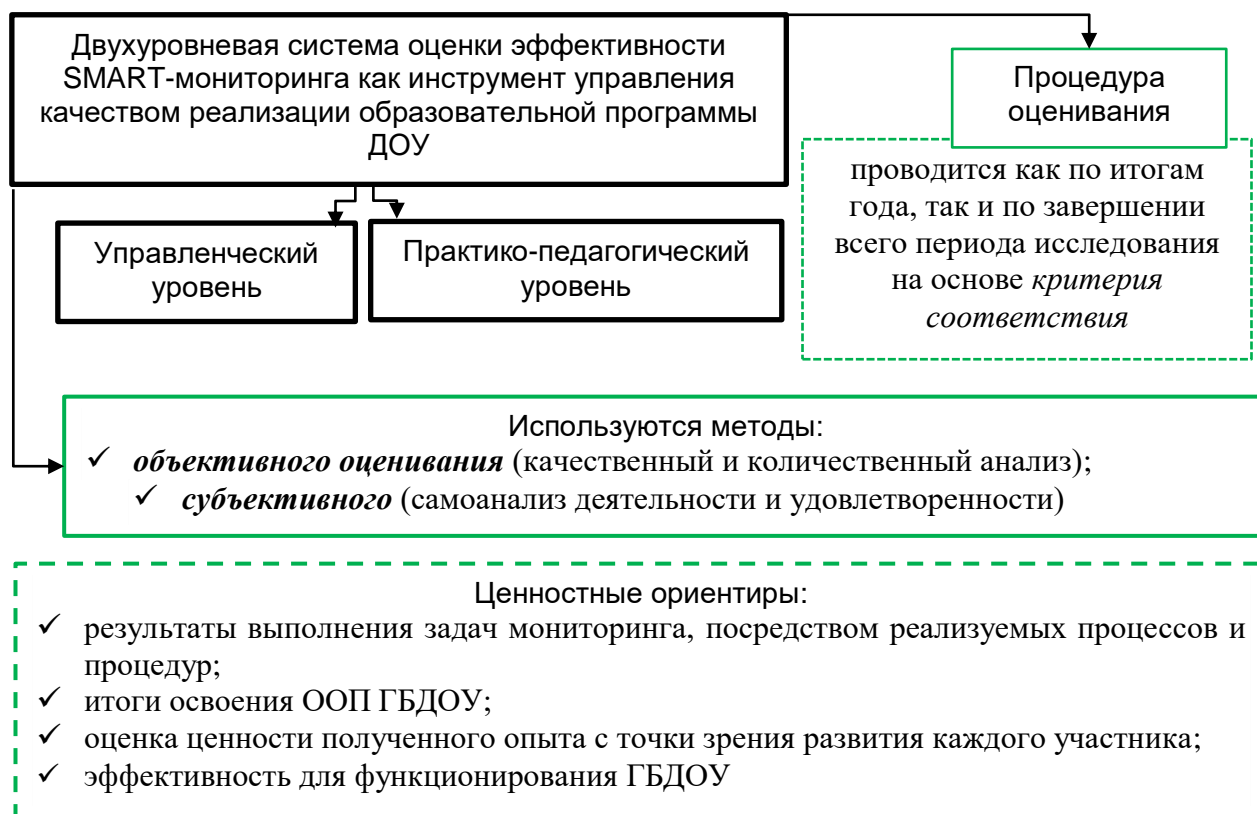 Двухуровневая система оценки эффективности
SMART-мониторинга как инструмент управления
качеством реализации образовательной программы
ДОУ
Процедура
оценивания
проводится как по итогам
года, так и по завершении
всего периода исследования
на основе критерия
соответствия
Управленческий
уровень
Практико-педагогический
уровень
Используются методы:
✓ объективного оценивания (качественный и количественный анализ);
✓ субъективного (самоанализ деятельности и удовлетворенности)
Ценностные ориентиры:
✓ результаты выполнения задач мониторинга, посредством реализуемых процессов и
процедур;
✓ итоги освоения ООП ГБДОУ;
✓ оценка ценности полученного опыта с точки зрения развития каждого участника;
✓ эффективность для функционирования ГБДОУ